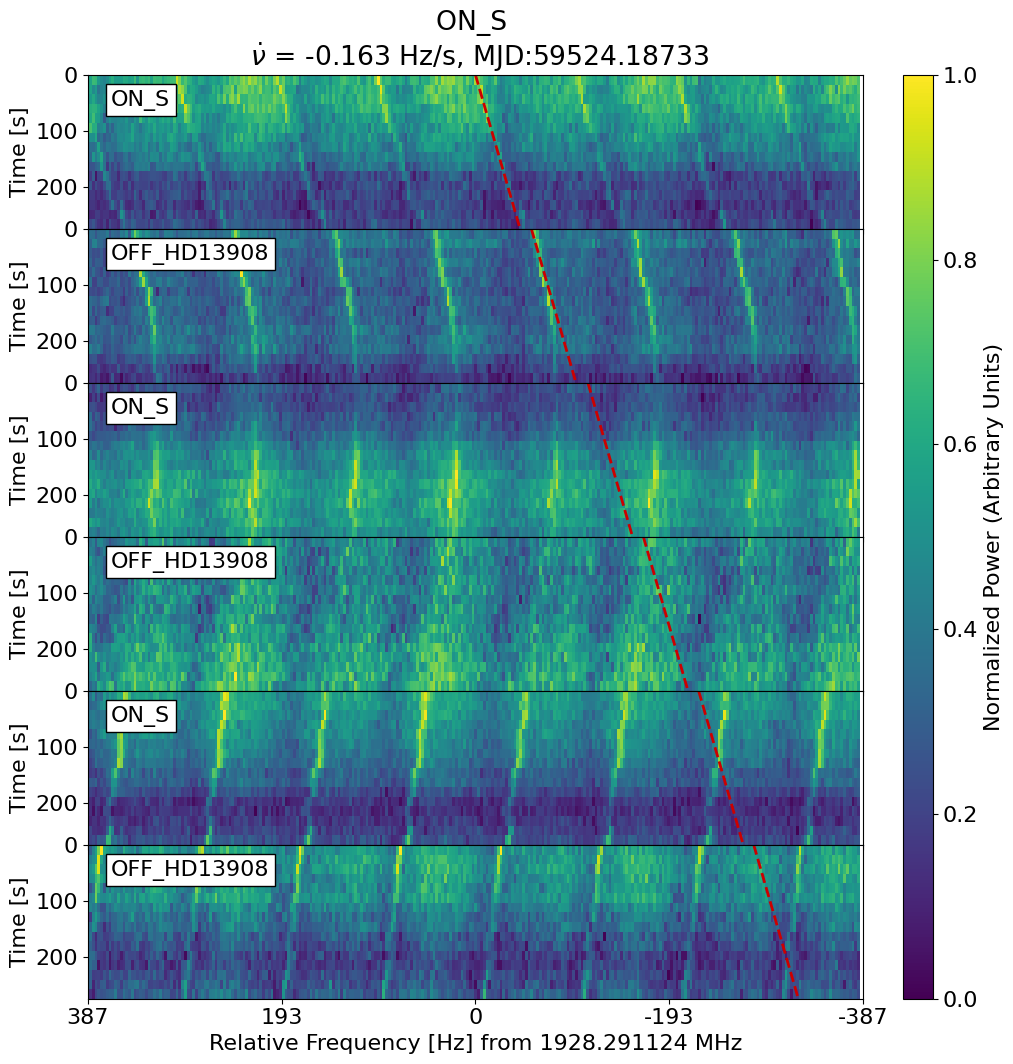 ON_S
ν̇ = -0.163 Hz/s, MJD:59524.18733
0
ON_S
100
200
Time [s]
0
OFF_HD13908
100
200
Time [s]
0
ON_S
100
200
Time [s]
0
OFF_HD13908
100
200
Time [s]
0
ON_S
100
200
Time [s]
0
OFF_HD13908
100
200
Time [s]
387 193 0 -193 -387
Relative Frequency [Hz] from 1928.291124 MHz
1.0
0.8
0.6
0.4
0.2
0.0
Normalized Power (Arbitrary Units)